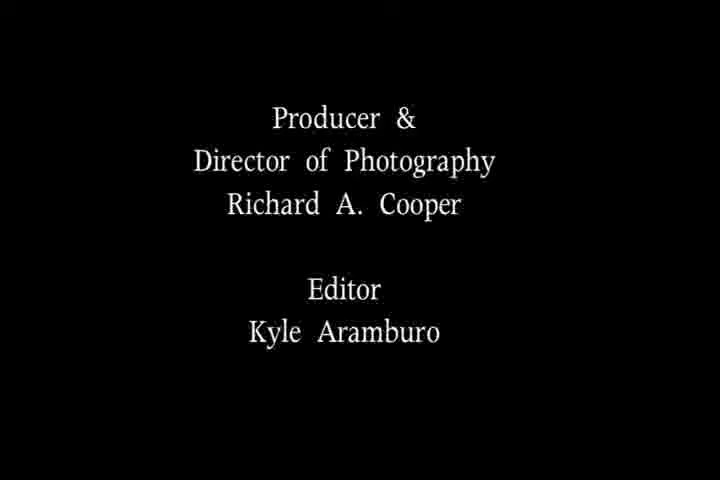 Producer &
Director of Photography
Richard A. Cooper
Editor
Kyle Aramburo